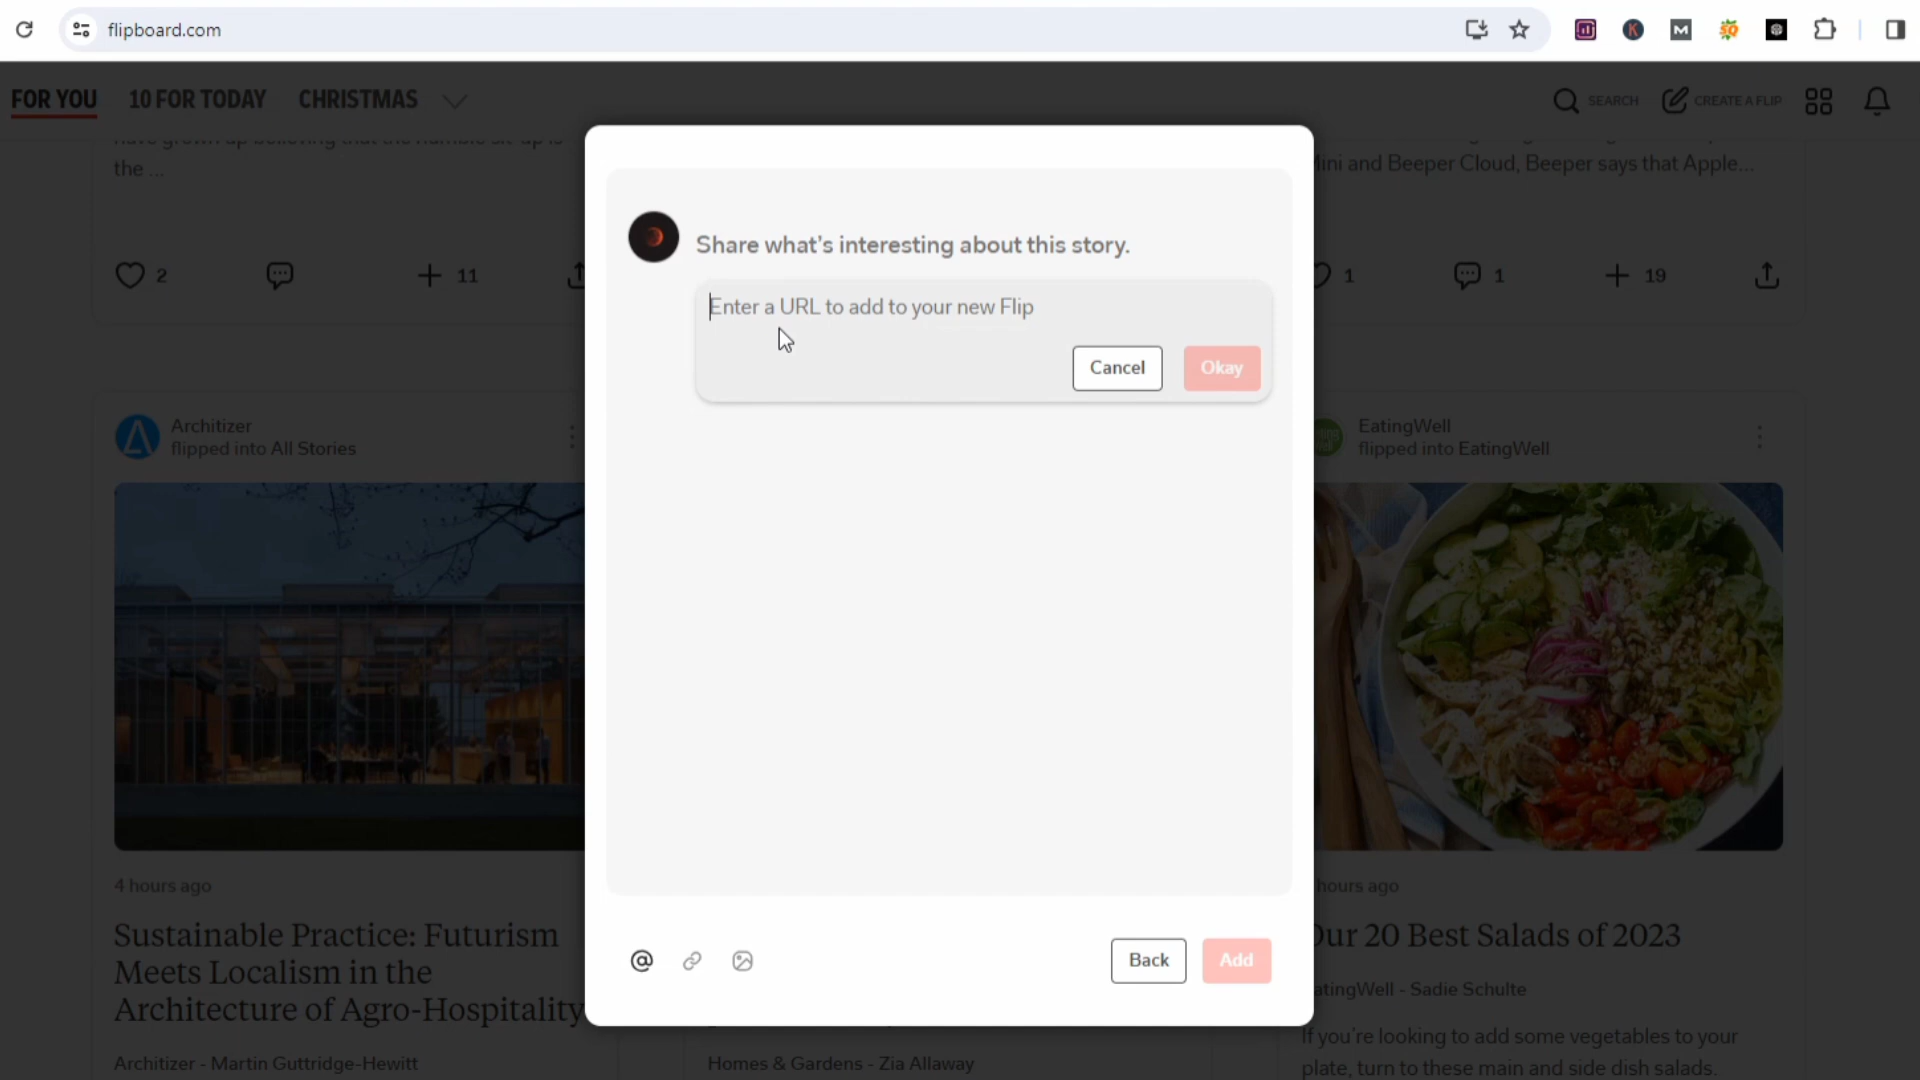 flipboard.com
FOR YOU 10 FOR TODAY CHRISTMAS
SEARCH CREATE A FLIP
the ...
Mini and Beeper Cloud, Beeper says that Apple...
2 11
1 1 19
Share what's interesting about this story.
Enter a URL to add to your new Flip
Cancel Okay
Architizer
flipped into All Stories
EatingWell
flipped into EatingWell
4 hours ago
Sustainable Practice: Futurism
Meets Localism in the
Architecture of Agro-Hospitality
Architizer - Martin Guttridge-Hewitt
Back Add
Homes & Gardens - Zia Allaway
hours ago
Our 20 Best Salads of 2023
EatingWell - Sadie Schulte
If you're looking to add some vegetables to your
plate, turn to these main and side dish salads.